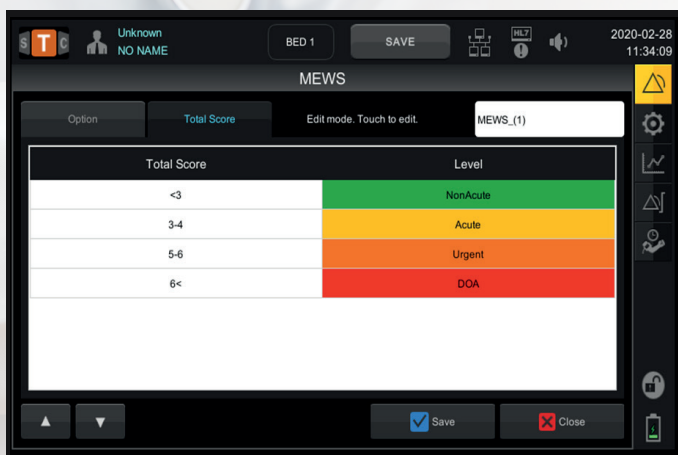 S T C
Unknown
NO NAME
BED 1
SAVE
HL7
2020-02-28
11:34:09
MEWS
Option
Total Score
Edit mode. Touch to edit.
MEWS_(1)
Total Score Level
<3 NonAcute
3-4 Acute
5-6 Urgent
6< DOA
Save
Close